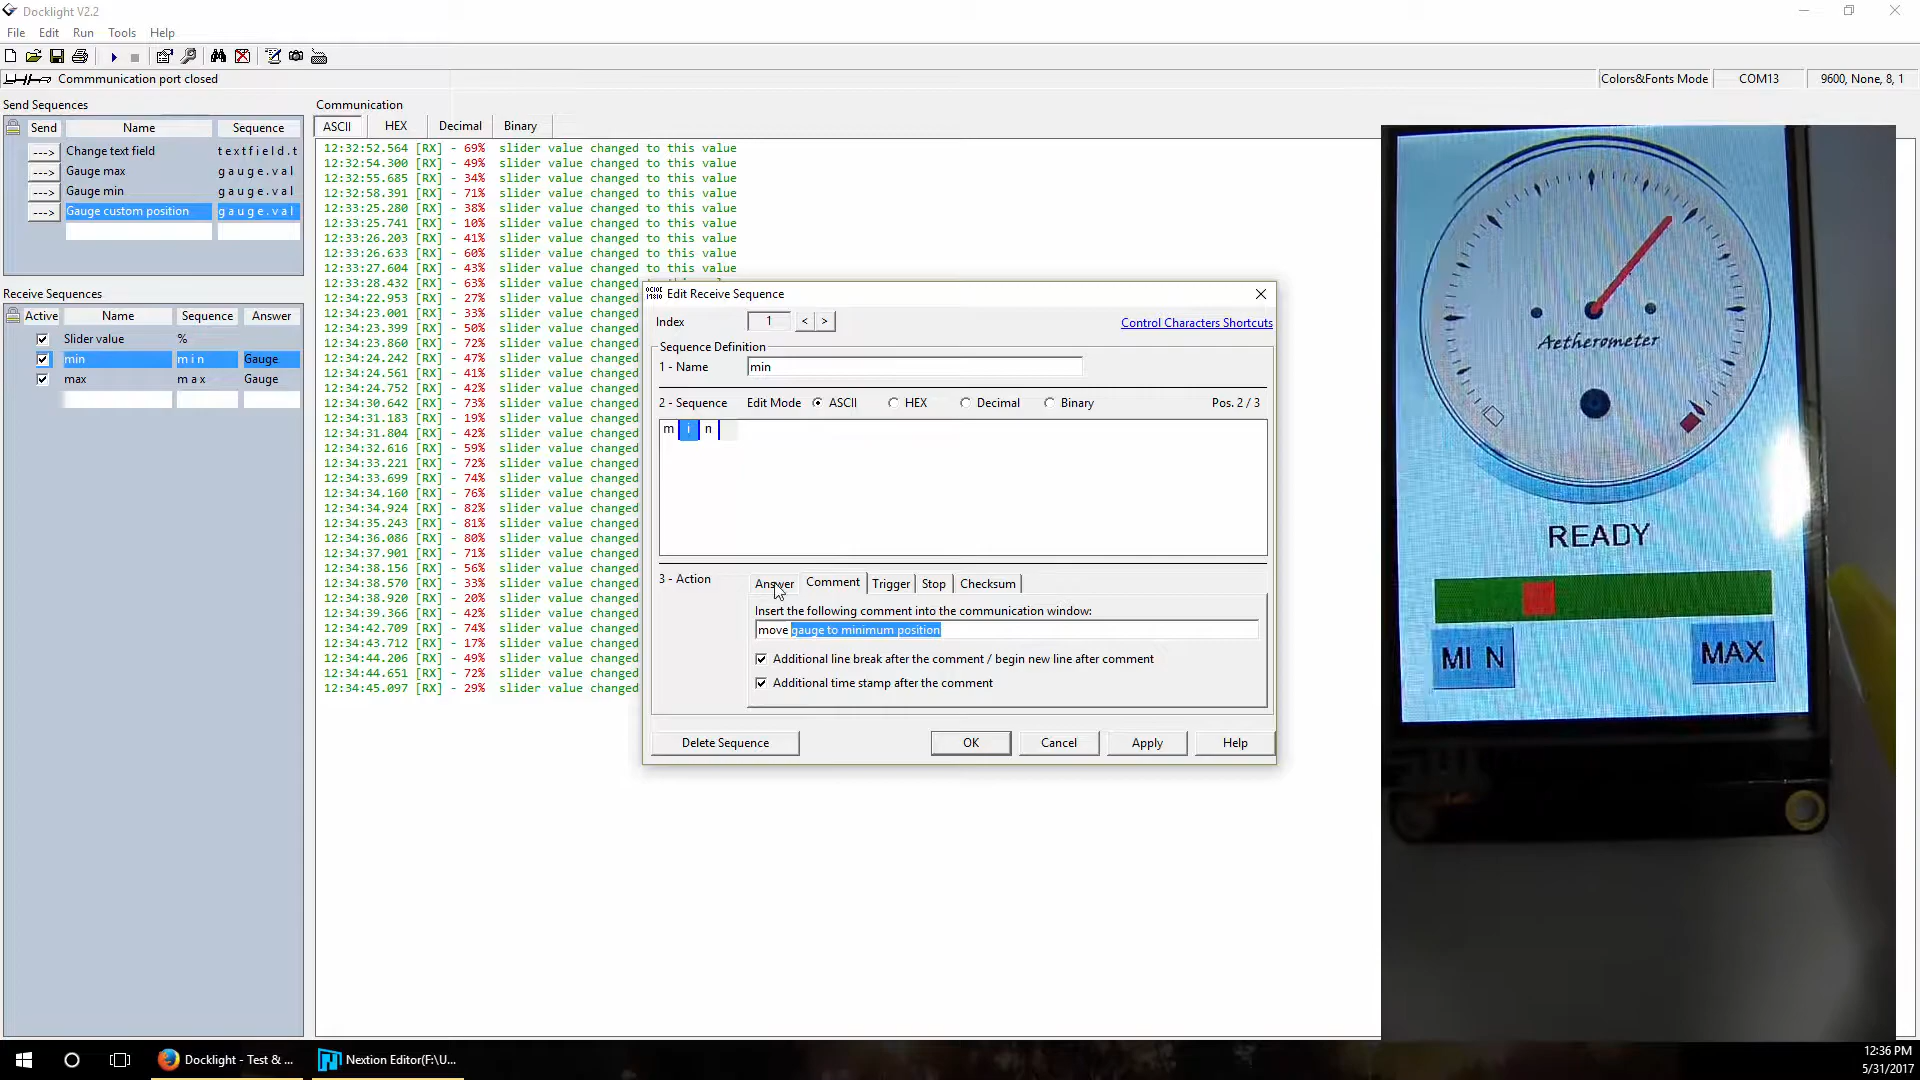 Docklight V2.2
File Edit Run Tools Help
Commmunication port closed
Colors&Fonts Mode COM13 9600, None, 8, 1
Send Sequences
Send Name Sequence
---> Change text field textfield.t
---> Gauge max gauge.val
---> Gauge min gauge.val
---> Gauge custom position gauge.val
Receive Sequences
Active Name Sequence Answer
Slider value %
min min Gauge
max max Gauge
Communication
ASCII HEX Decimal Binary
12:32:52.564 [RX] - 69% slider value changed to this value
12:32:54.300 [RX] - 49% slider value changed to this value
12:32:55.685 [RX] - 34% slider value changed to this value
12:32:58.391 [RX] - 71% slider value changed to this value
12:33:25.280 [RX] - 38% slider value changed to this value
12:33:25.741 [RX] - 10% slider value changed to this value
12:33:26.203 [RX] - 41% slider value changed to this value
12:33:26.633 [RX] - 60% slider value changed to this value
12:33:27.604 [RX] - 43% slider value changed to this value
12:33:28.432 [RX] - 63% slider value changed to this value
12:34:22.953 [RX] - 27% slider value changed
12:34:23.001 [RX] - 33% slider value changed
12:34:23.399 [RX] - 50% slider value changed
12:34:23.860 [RX] - 72% slider value changed
12:34:24.242 [RX] - 47% slider value changed
12:34:24.561 [RX] - 41% slider value changed
12:34:24.752 [RX] - 42% slider value changed
12:34:30.642 [RX] - 73% slider value changed
12:34:31.183 [RX] - 19% slider value changed
12:34:31.804 [RX] - 42% slider value changed
12:34:32.616 [RX] - 59% slider value changed
12:34:33.221 [RX] - 72% slider value changed
12:34:33.699 [RX] - 74% slider value changed
12:34:34.160 [RX] - 76% slider value changed
12:34:34.924 [RX] - 82% slider value changed
12:34:35.243 [RX] - 81% slider value changed
12:34:36.086 [RX] - 80% slider value changed
12:34:37.901 [RX] - 71% slider value changed
12:34:38.156 [RX] - 56% slider value changed
12:34:38.570 [RX] - 33% slider value changed
12:34:38.920 [RX] - 20% slider value changed
12:34:39.366 [RX] - 42% slider value changed
12:34:42.709 [RX] - 74% slider value changed
12:34:43.712 [RX] - 17% slider value changed
12:34:44.206 [RX] - 49% slider value changed
12:34:44.651 [RX] - 72% slider value changed
12:34:45.097 [RX] - 29% slider value changed
Edit Receive Sequence
Index 1 < > Control Characters Shortcuts
Sequence Definition
1 - Name min
2 - Sequence Edit Mode ASCII HEX Decimal Binary Pos. 2 / 3
m i n
3 - Action Answer Comment Trigger Stop Checksum
Insert the following comment into the communication window:
move gauge to minimum position
Additional line break after the comment / begin new line after comment
Additional time stamp after the comment
Delete Sequence OK Cancel Apply Help
Aetherometer
READY
MIN MAX
Docklight - Test & ... Nextion Editor(F:\U...
12:36 PM
5/31/2017